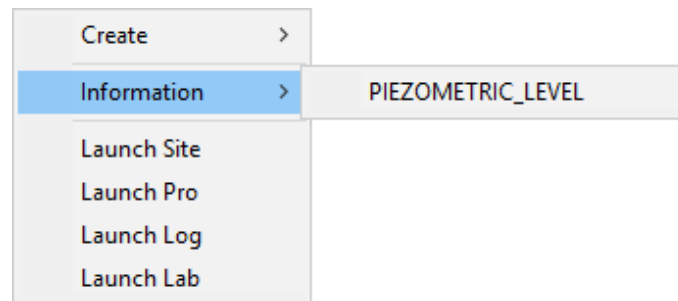 Create
Information
PIEZOMETRIC_LEVEL
Launch Site
Launch Pro
Launch Log
Launch Lab